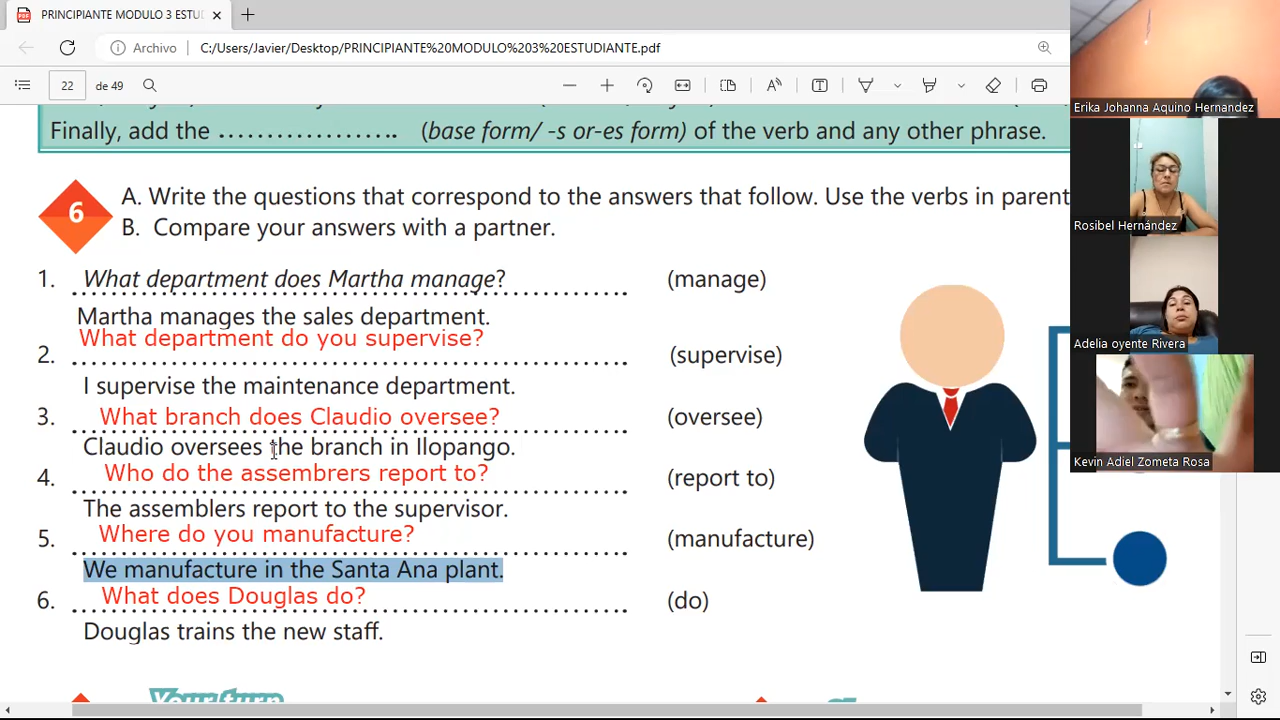 PRINCIPIANTE MODULO 3 ESTUD
Archivo
C:/Users/Javier/Desktop/PRINCIPIANTE%20MODULO%203%20ESTUDIANTE.pdf
22 de 49
Finally, add the ………………… (base form/ -s or-es form) of the verb and any other phrase.
6
A. Write the questions that correspond to the answers that follow. Use the verbs in parent
B. Compare your answers with a partner.
1. What department does Martha manage? (manage)
Martha manages the sales department.
What department do you supervise?
2. (supervise)
I supervise the maintenance department.
3. What branch does Claudio oversee? (oversee)
Claudio oversees the branch in Ilopango.
Who do the assembrers report to?
4. (report to)
The assemblers report to the supervisor.
Where do you manufacture?
5. (manufacture)
We manufacture in the Santa Ana plant.
What does Douglas do?
6. (do)
Douglas trains the new staff.
Your turn
Erika Johanna Aquino Hernandez
Rosibel Hernández
Adelia oyente Rivera
Kevin Adiel Zometa Rosa